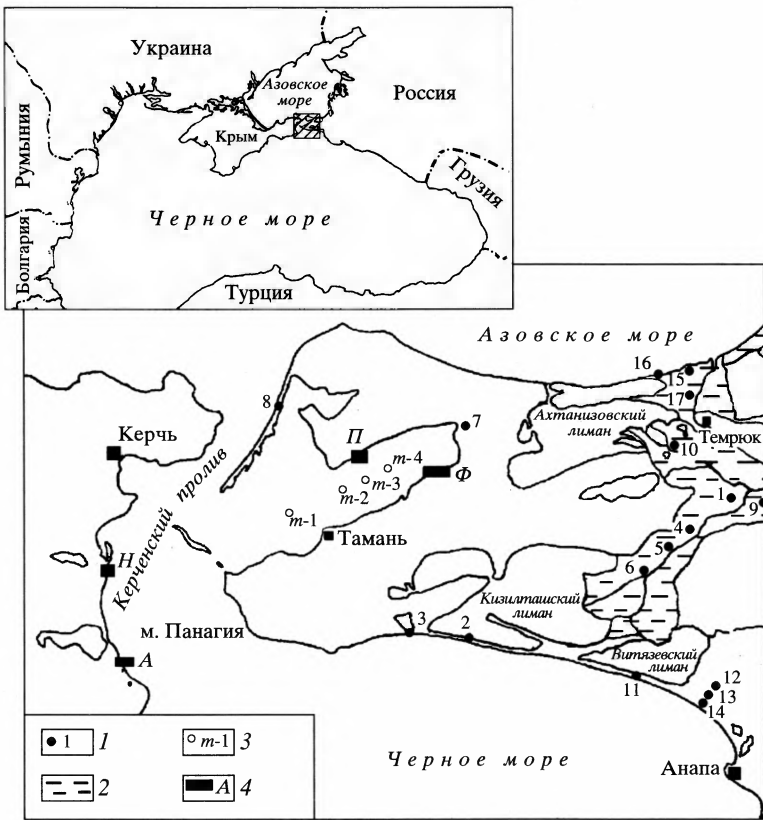 Украина
Азовское
море
Россия
Крым
Румыния
Грузия
Болгария
Черное море
Турция
Азовское море
16
15
17
8
Ахтанизовский
лиман
Темрюк
Керчь
П
7
10
т-4
т-3
Ф
т-2
1
9
т-1
Керченский пролив
Тамань
4
5
Н
6
Кизилташский
лиман
м. Панагия
3
2
Витязевский
лиман
А
11
12
13
14
1 1
т-1 3
2
А 4
Черное море
Анапа